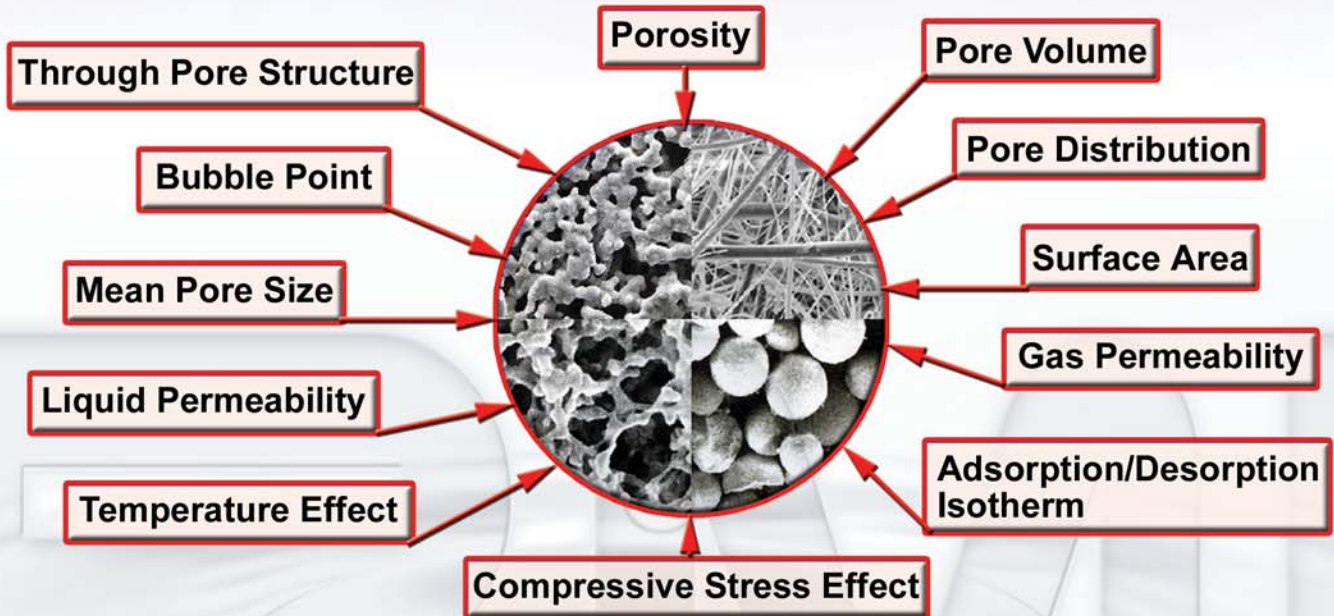 Porosity
Pore Volume
Through Pore Structure
Pore Distribution
Bubble Point
Surface Area
Mean Pore Size
Gas Permeability
Liquid Permeability
Adsorption/Desorption
Isotherm
Temperature Effect
Compressive Stress Effect